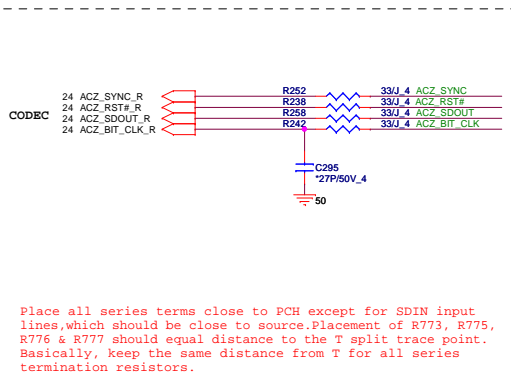 R252 33/J_4 ACZ_SYNC
24 ACZ_SYNC_R
R238 33/J_4 ACZ_RST#
24 ACZ_RST#_R
CODEC
R258 33/J_4 ACZ_SDOUT
24 ACZ_SDOUT_R
R242 33/J_4 ACZ_BIT_CLK
24 ACZ_BIT_CLK_R
C295
*27P/50V_4
50
Place all series terms close to PCH except for SDIN input
lines,which should be close to source.Placement of R773, R775,
R776 & R777 should equal distance to the T split trace point.
Basically, keep the same distance from T for all series
termination resistors.